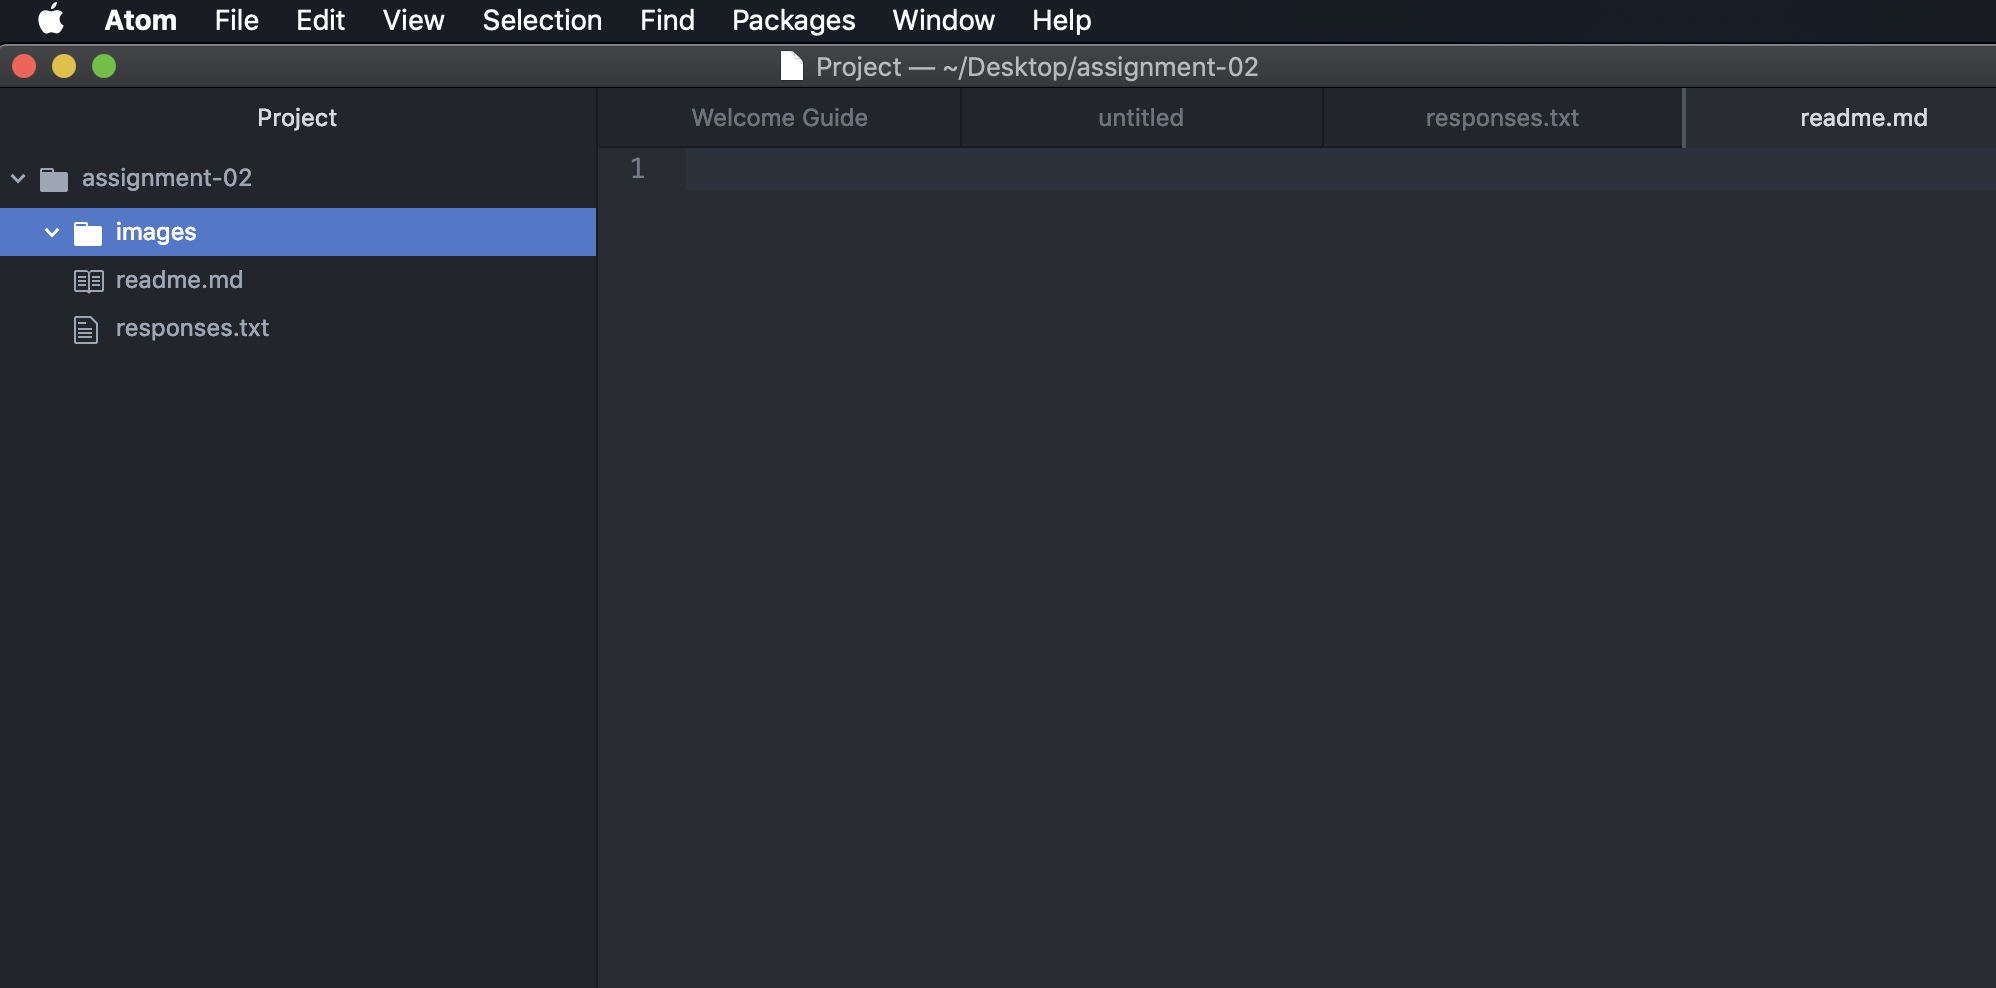 Atom File Edit View Selection Find Packages Window Help
Project — ~/Desktop/assignment-02
Project
Welcome Guide untitled responses.txt readme.md
assignment-02
images
readme.md
responses.txt
1